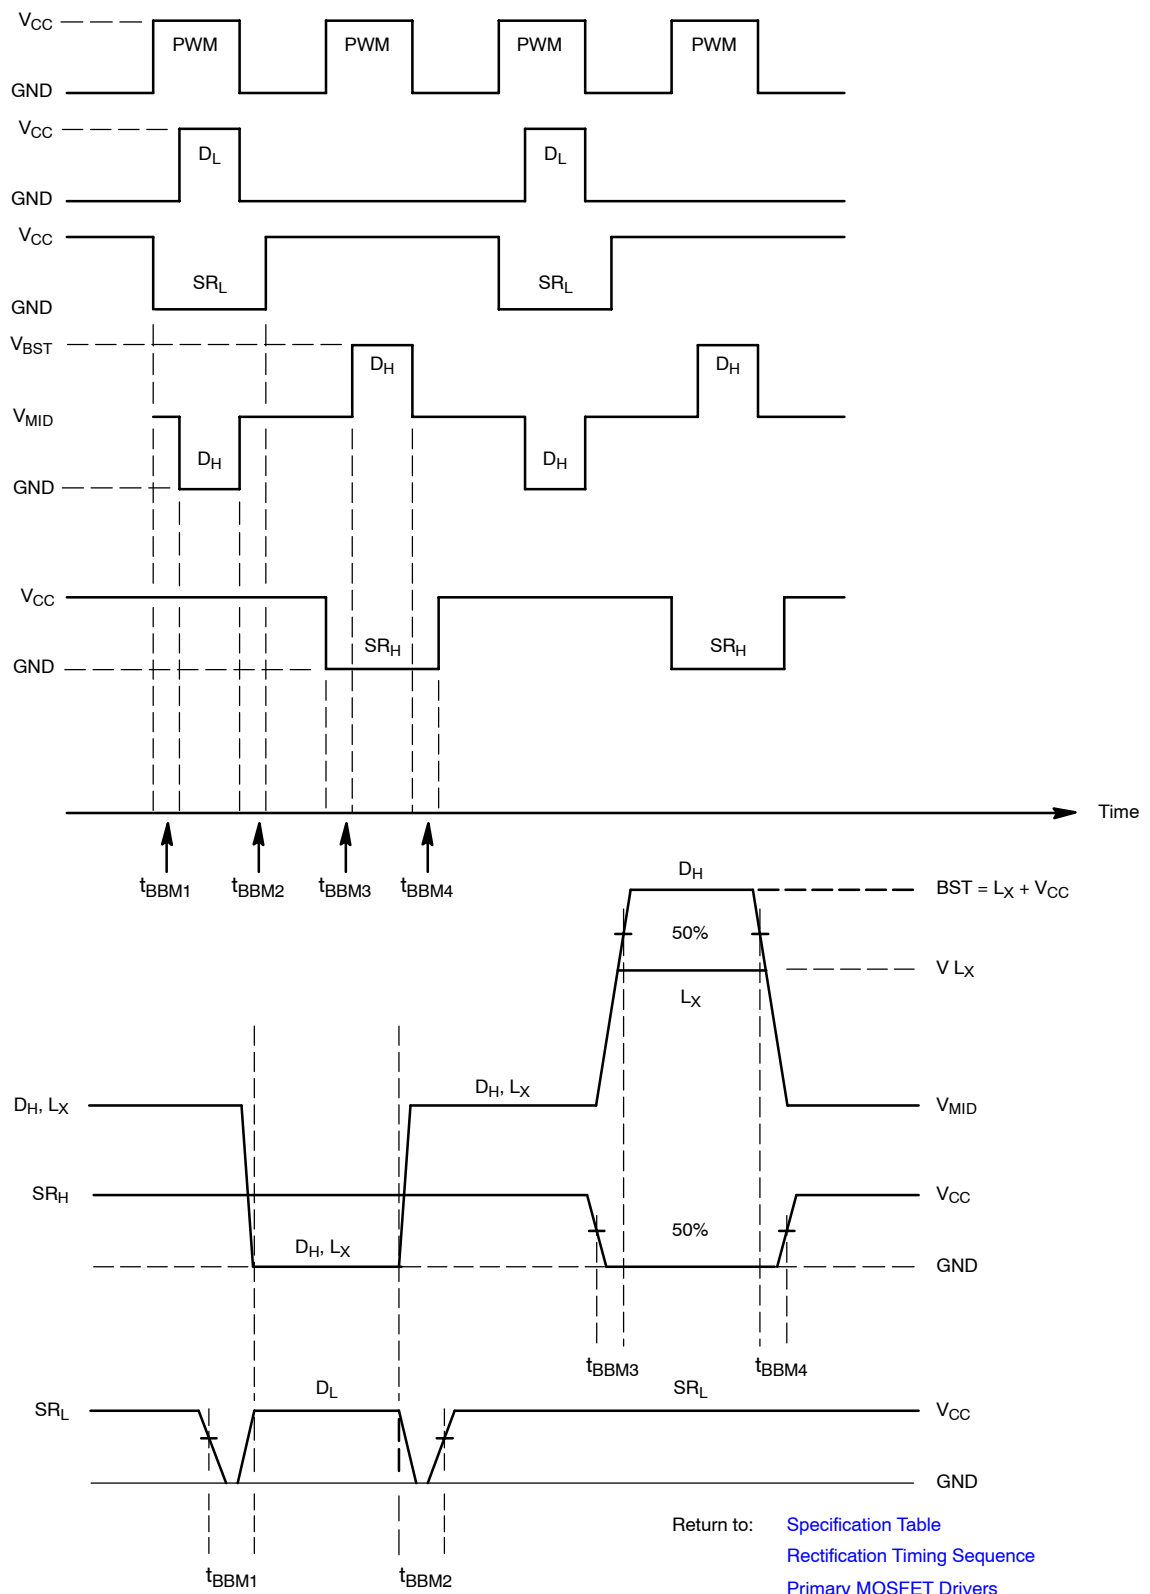 VCC
PWM PWM PWM PWM
GND
VCC
DL DL
GND
VCC
SRL SRL
GND
VBST
DH DH
VMID
DH DH
GND
VCC
SRH SRH
GND
Time
tBBM1 tBBM2 tBBM3 tBBM4
DH
BST = LX + VCC
50%
V LX
LX
DH, LX
DH, LX
VMID
SRH
VCC
50%
DH, LX
GND
tBBM3 tBBM4
DL
SRL
SRL
VCC
GND
Return to: Specification Table
Rectification Timing Sequence
tBBM1 tBBM2
Primary MOSFET Drivers